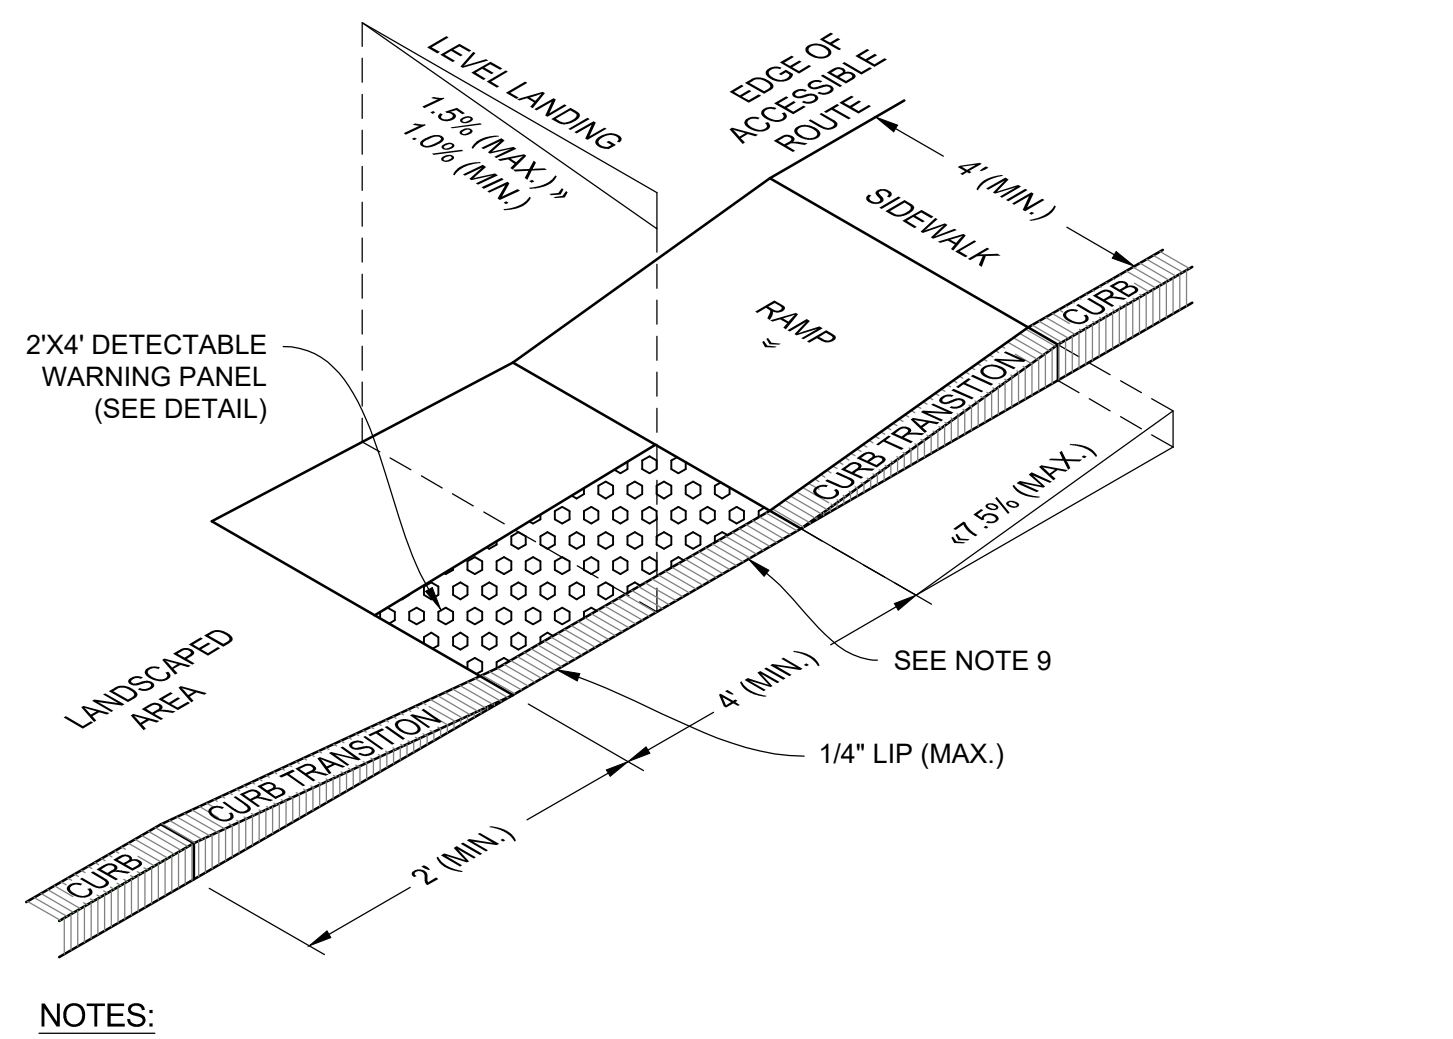 EDGE OF
ACCESSIBLE
ROUTE
LEVEL LANDING
1.5% (MAX.) »
1.0% (MIN.)
4' (MIN.)
SIDEWALK
CURB
RAMP
«
2'X4' DETECTABLE
WARNING PANEL
(SEE DETAIL)
CURB TRANSITION
«7.5% (MAX.)
SEE NOTE 9
LANDSCAPED
AREA
4' (MIN.)
1/4" LIP (MAX.)
CURB TRANSITION
2' (MIN.)
CURB
NOTES: